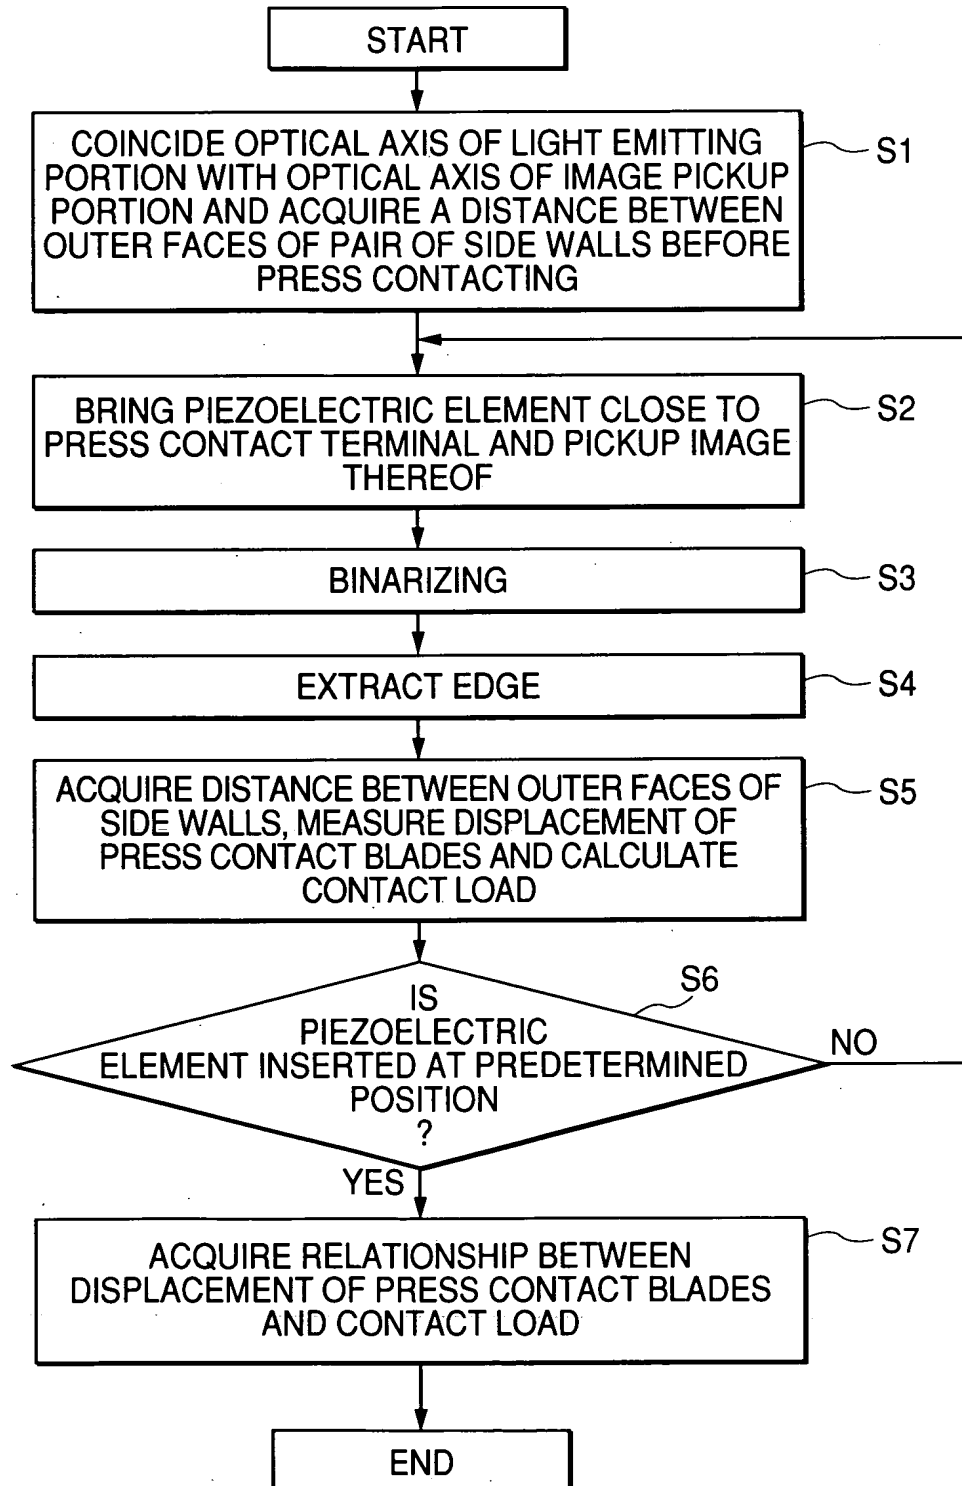 START
COINCIDE OPTICAL AXIS OF LIGHT EMITTING
PORTION WITH OPTICAL AXIS OF IMAGE PICKUP
PORTION AND ACQUIRE A DISTANCE BETWEEN
OUTER FACES OF PAIR OF SIDE WALLS BEFORE
PRESS CONTACTING
S1
BRING PIEZOELECTRIC ELEMENT CLOSE TO
PRESS CONTACT TERMINAL AND PICKUP IMAGE
THEREOF
S2
BINARIZING
S3
EXTRACT EDGE
S4
ACQUIRE DISTANCE BETWEEN OUTER FACES OF
SIDE WALLS, MEASURE DISPLACEMENT OF
PRESS CONTACT BLADES AND CALCULATE
CONTACT LOAD
S5
IS
PIEZOELECTRIC
ELEMENT INSERTED AT PREDETERMINED
POSITION
?
S6
NO
YES
ACQUIRE RELATIONSHIP BETWEEN
DISPLACEMENT OF PRESS CONTACT BLADES
AND CONTACT LOAD
S7
END